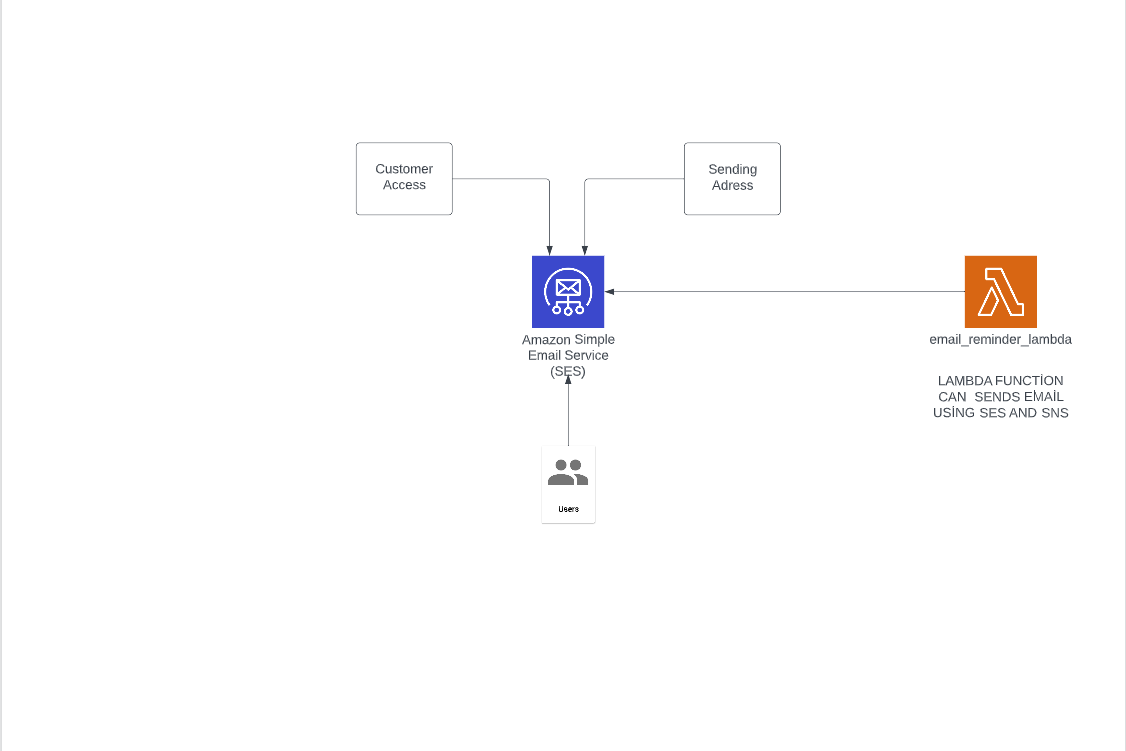 Customer
Access
Sending
Adress
Amazon Simple
Email Service
(SES)
email_reminder_lambda
LAMBDA FUNCTİON
CAN SENDS EMAİL
USİNG SES AND SNS
Users